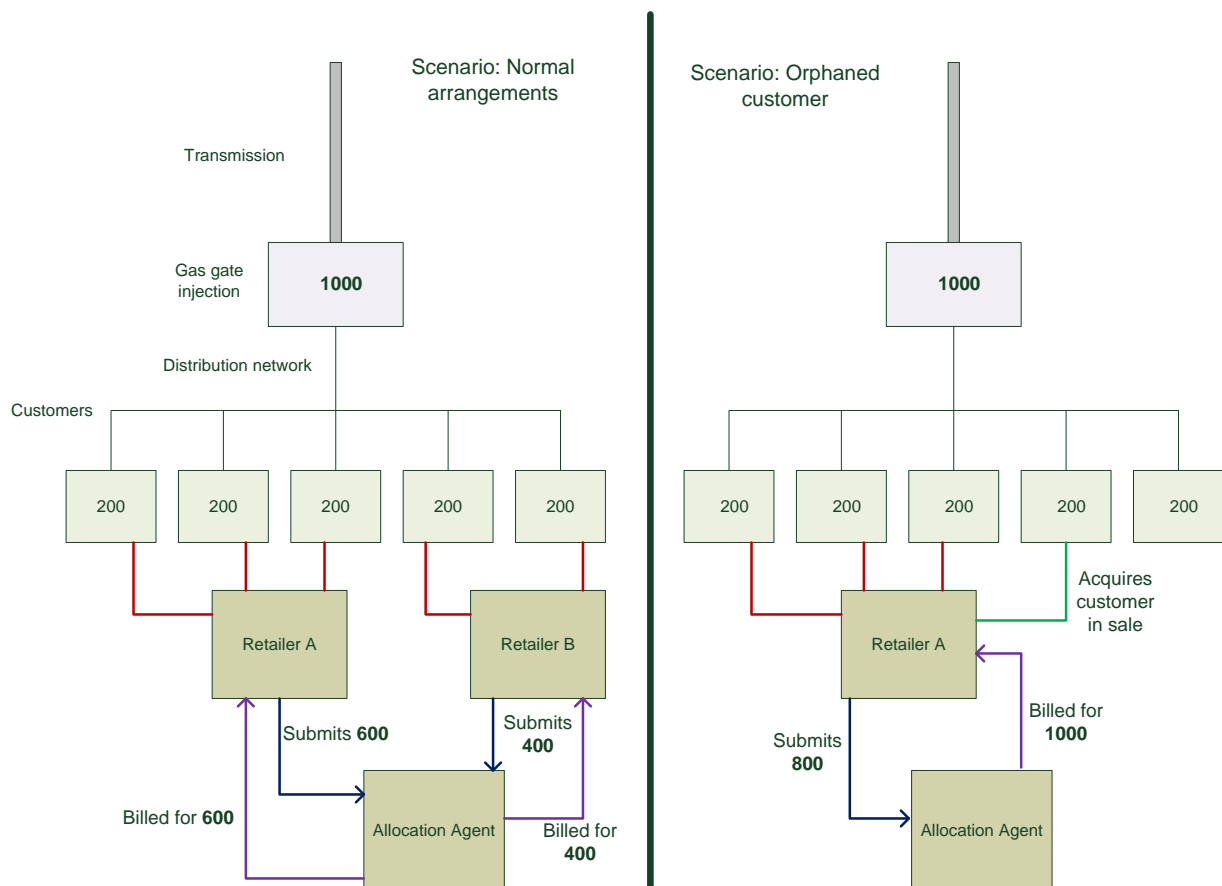 Scenario: Normal
arrangements
Transmission
Gas gate
injection
1000
Distribution network
Customers
200
200
200
200
200
Retailer A
Retailer B
Submits 600
Submits
400
Billed for 600
Allocation Agent
Billed for
400
Scenario: Orphaned
customer
1000
200
200
200
200
200
Acquires
customer
in sale
Retailer A
Billed for
1000
Submits
800
Allocation Agent